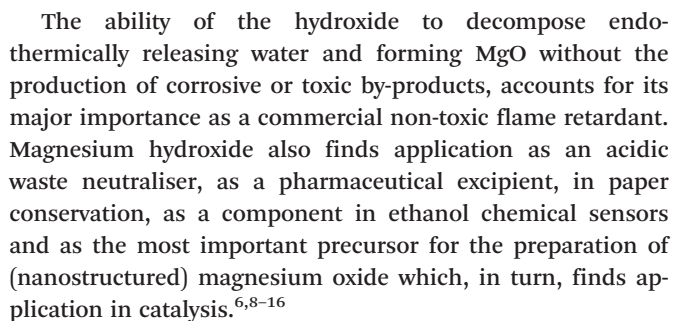 The ability of the hydroxide to decompose endo-
thermically releasing water and forming MgO without the
production of corrosive or toxic by-products, accounts for its
major importance as a commercial non-toxic flame retardant.
Magnesium hydroxide also finds application as an acidic
waste neutraliser, as a pharmaceutical excipient, in paper
conservation, as a component in ethanol chemical sensors
and as the most important precursor for the preparation of
(nanostructured) magnesium oxide which, in turn, finds ap-
plication in catalysis.⁶,⁸⁻¹⁶